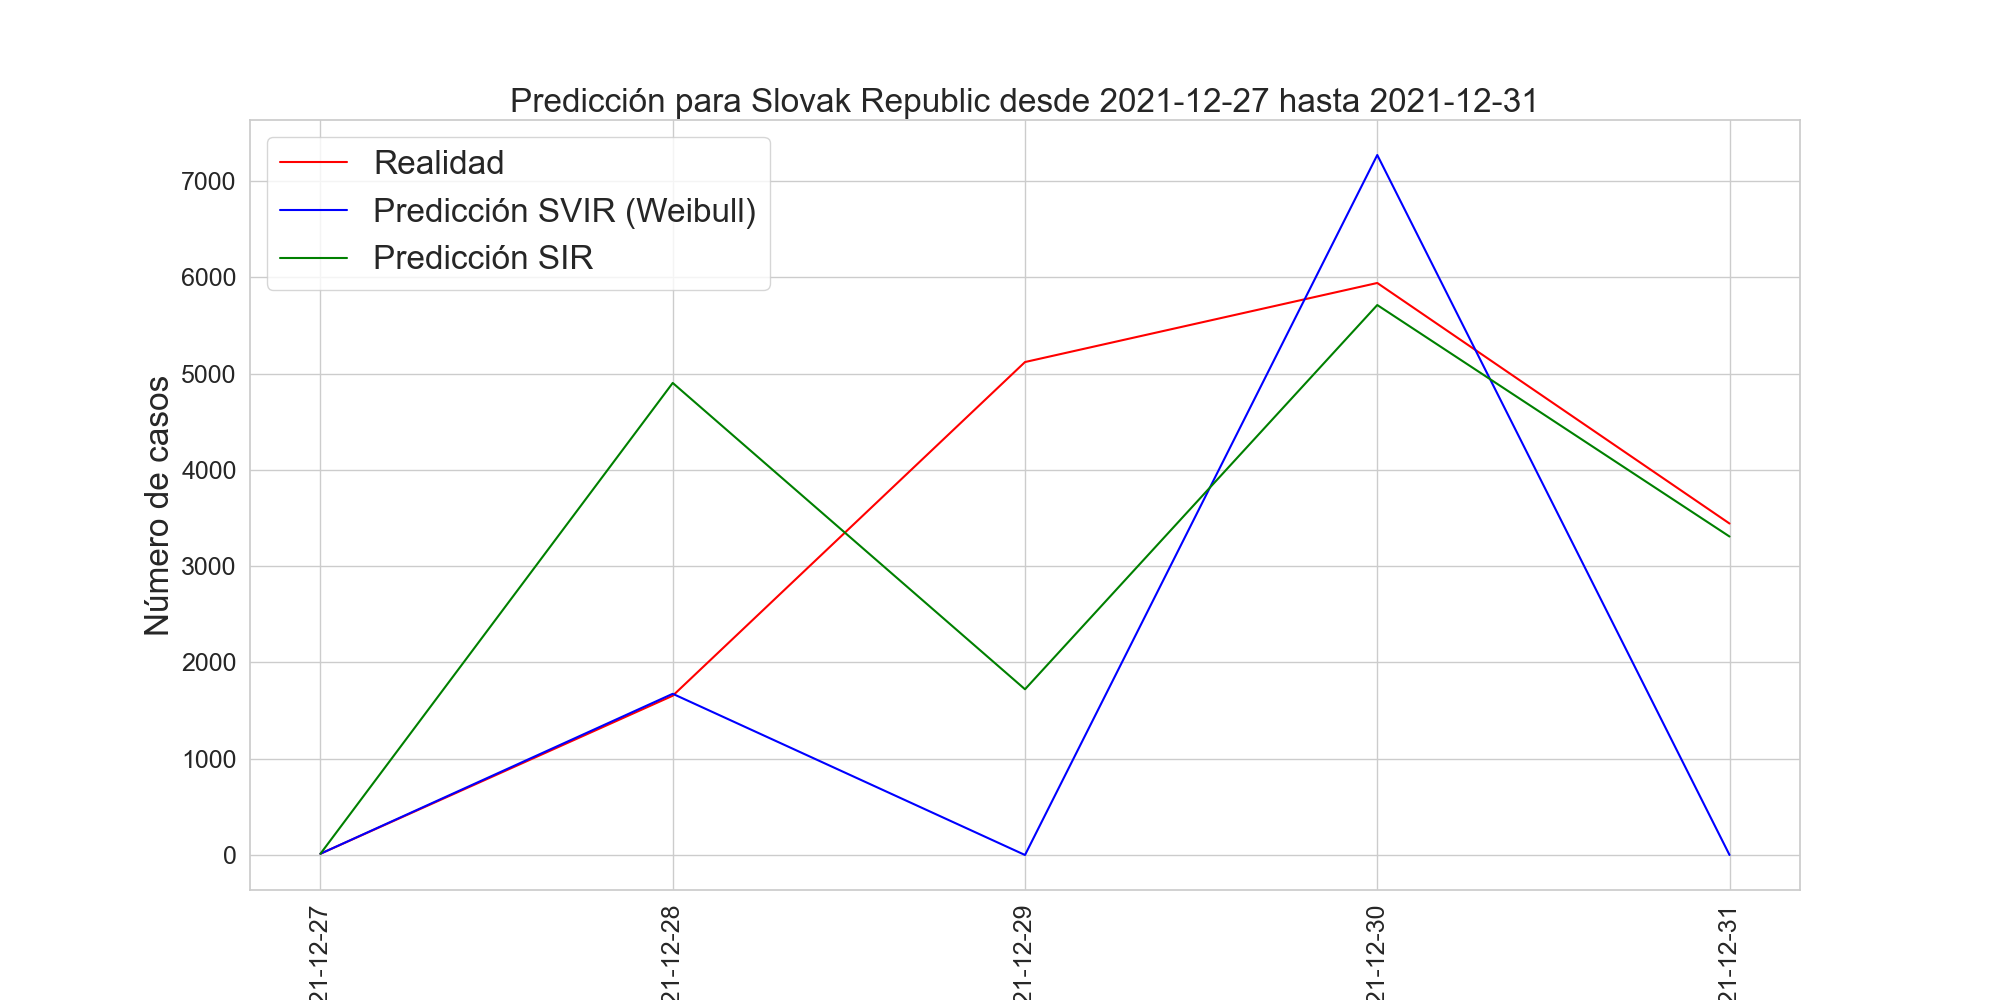 Predicción para Slovak Republic desde 2021-12-27 hasta 2021-12-31
Realidad
Predicción SVIR (Weibull)
Predicción SIR
Número de casos
7000
6000
5000
4000
3000
2000
1000
0
21-12-27
21-12-28
21-12-29
21-12-30
21-12-31